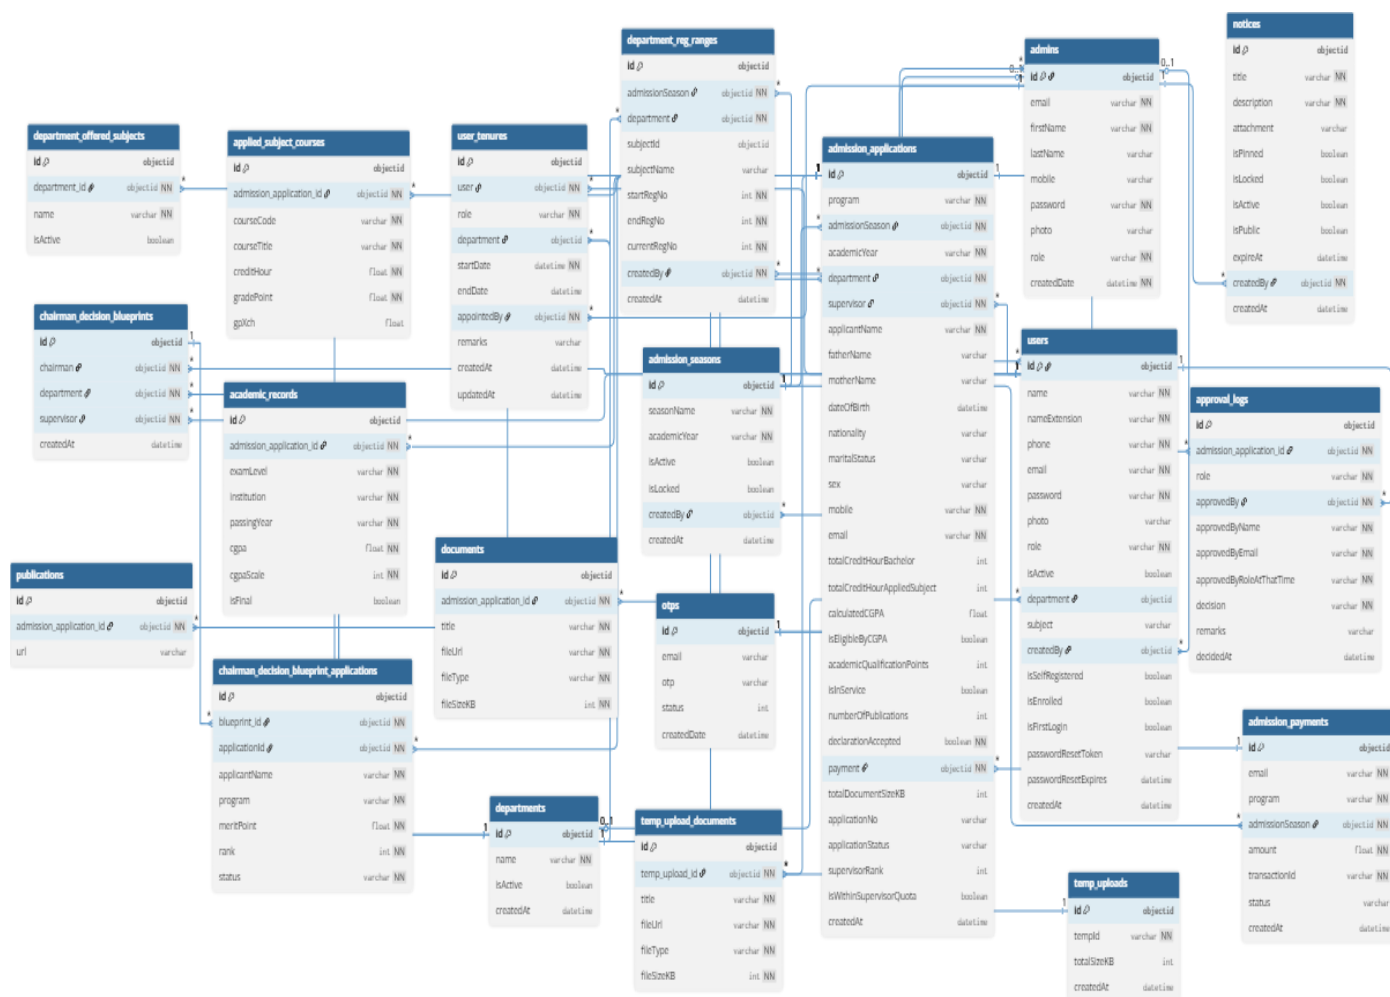 department_offered_subjects
id objectid
department_id objectid NN
name varchar NN
isActive boolean
applied_subject_courses
id objectid
admission_application_id objectid NN
courseCode varchar NN
courseTitle varchar NN
creditHour float NN
gradePoint float NN
gpXch float
user_tenures
id objectid
user objectid NN
role varchar NN
department objectid
startDate datetime NN
endDate datetime
appointedBy objectid NN
remarks varchar
createdAt datetime
updatedAt datetime
department_reg_ranges
id objectid
admissionSeason objectid NN
department objectid NN
subjectId objectid
subjectName varchar
startRegNo int NN
endRegNo int NN
currentRegNo int NN
createdBy objectid NN
createdAt datetime
admission_applications
id objectid
program varchar NN
admissionSeason objectid NN
academicYear varchar NN
department objectid NN
supervisor objectid NN
applicantName varchar NN
fatherName varchar
motherName varchar
dateOfBirth datetime
nationality varchar
maritalStatus varchar
sex varchar
mobile varchar NN
email varchar NN
totalCreditHourBachelor int
totalCreditHourAppliedSubject int
calculatedCGPA float
isEligibleByCGPA boolean
academicQualificationPoints int
isInService boolean
numberOfPublications int
declarationAccepted boolean NN
payment objectid NN
totalDocumentSizeKB int
applicationNo varchar
applicationStatus varchar
supervisorRank int
isWithinSupervisorQuota boolean
createdAt datetime
admins
id objectid
email varchar NN
firstName varchar NN
lastName varchar
mobile varchar NN
password varchar NN
photo varchar
role varchar NN
createdDate datetime NN
notices
id objectid
title varchar NN
description varchar NN
attachment varchar
isPinned boolean
isLocked boolean
isActive boolean
isPublic boolean
expireAt datetime
createdBy objectid NN
createdAt datetime
chairman_decision_blueprints
id objectid
chairman objectid NN
department objectid NN
supervisor objectid NN
createdAt datetime
academic_records
id objectid
admission_application_id objectid NN
examLevel varchar NN
institution varchar NN
passingYear varchar NN
cgpa float NN
cgpaScale int NN
isFinal boolean
admission_seasons
id objectid
seasonName varchar NN
academicYear varchar NN
isActive boolean
isLocked boolean
createdBy objectid
createdAt datetime
users
id objectid
name varchar NN
nameExtension varchar NN
phone varchar NN
email varchar NN
password varchar NN
photo varchar
role varchar NN
isActive boolean
department objectid
subject varchar
createdBy objectid
isSelfRegistered boolean
isEnrolled boolean
isFirstLogin boolean
passwordResetToken varchar
passwordResetExpires datetime
createdAt datetime
approval_logs
id objectid
admission_application_id objectid NN
role varchar NN
approvedBy objectid NN
approvedByName varchar NN
approvedByEmail varchar NN
approvedByRoleAtThatTime varchar NN
decision varchar NN
remarks varchar
decidedAt datetime
publications
id objectid
admission_application_id objectid NN
url varchar
documents
id objectid
admission_application_id objectid NN
title varchar NN
fileUrl varchar NN
fileType varchar NN
fileSizeKB int NN
otps
id objectid
email varchar
otp varchar
status int
createdDate datetime
chairman_decision_blueprint_applications
id objectid
blueprint_id objectid NN
applicationId objectid NN
applicantName varchar NN
program varchar NN
meritPoint float NN
rank int NN
status varchar NN
departments
id objectid
name varchar NN
isActive boolean
createdAt datetime
temp_upload_documents
id objectid
temp_upload_id objectid NN
title varchar NN
fileUrl varchar NN
fileType varchar NN
fileSizeKB int NN
temp_uploads
id objectid
tempId varchar NN
totalSizeKB int
createdAt datetime
admission_payments
id objectid
email varchar NN
program varchar NN
admissionSeason objectid NN
amount float NN
transactionId varchar NN
status varchar
createdAt datetime